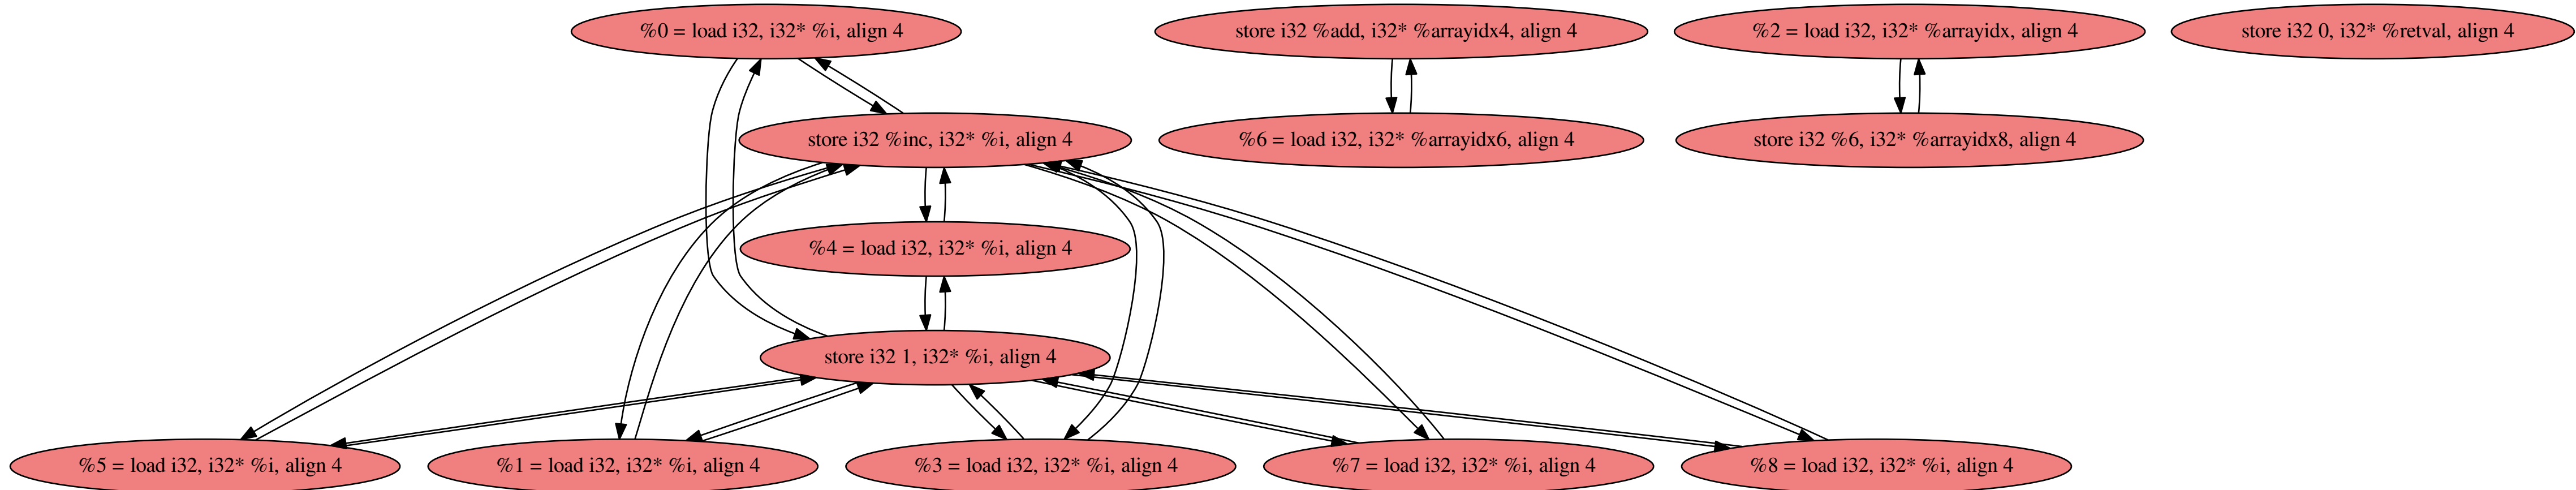 %0 = load i32, i32* %i, align 4
store i32 %add, i32* %arrayidx4, align 4
%2 = load i32, i32* %arrayidx, align 4
store i32 0, i32* %retval, align 4
store i32 %inc, i32* %i, align 4
%6 = load i32, i32* %arrayidx6, align 4
store i32 %6, i32* %arrayidx8, align 4
%4 = load i32, i32* %i, align 4
store i32 1, i32* %i, align 4
%5 = load i32, i32* %i, align 4
%1 = load i32, i32* %i, align 4
%3 = load i32, i32* %i, align 4
%7 = load i32, i32* %i, align 4
%8 = load i32, i32* %i, align 4